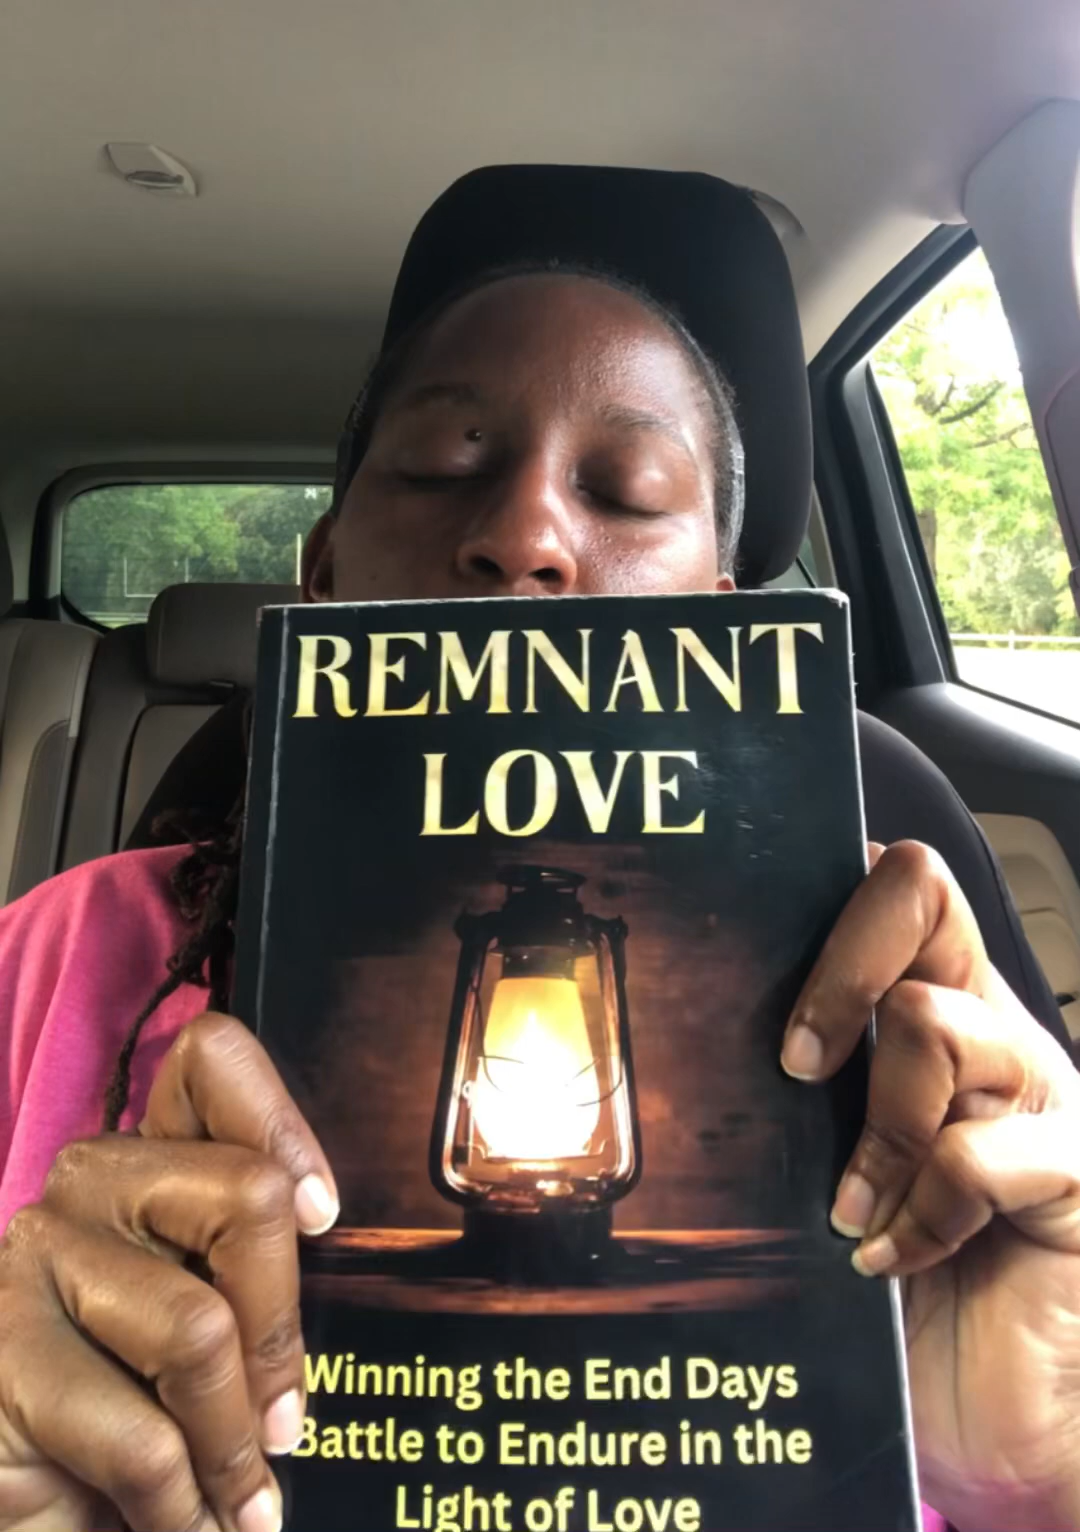 REMNANT
LOVE
Winning the End Days
Battle to Endure in the
Light of Love